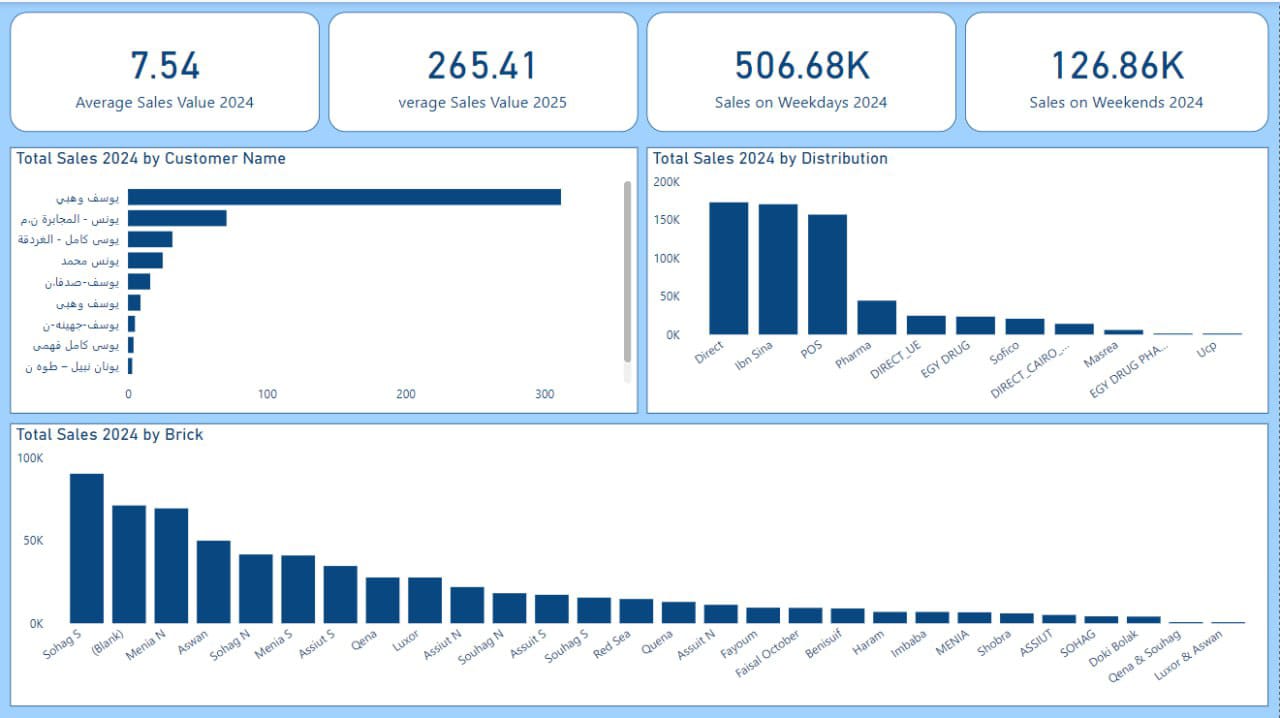 7.54
Average Sales Value 2024
265.41
verage Sales Value 2025
506.68K
Sales on Weekdays 2024
126.86K
Sales on Weekends 2024
Total Sales 2024 by Customer Name
يوسف وهبي
يونس - المجابرة ن.م
يوسى كامل - الغردقة
يونس محمد
يوسف-صدفا.ن
يوسف وهبى
يوسف-جهينه-ن
يوسى كامل فهمى
يونان نبيل – طوه ن
0
100
200
300
Total Sales 2024 by Distribution
200K
150K
100K
50K
0K
Direct
Ibn Sina
POS
Pharma
DIRECT_UE
EGY DRUG
Sofico
DIRECT_CAIRO_...
Masrea
EGY DRUG PHA...
Ucp
Total Sales 2024 by Brick
100K
50K
0K
Sohag S
(Blank)
Menia N
Aswan
Sohag N
Menia S
Assiut S
Qena
Luxor
Assiut N
Souhag N
Assuit S
Souhag S
Red Sea
Quena
Assuit N
Fayoum
Faisal October
Benisuif
Haram
Imbaba
MENIA
Shobra
ASSIUT
SOHAG
Doki Bolak
Qena & Souhag
Luxor & Aswan